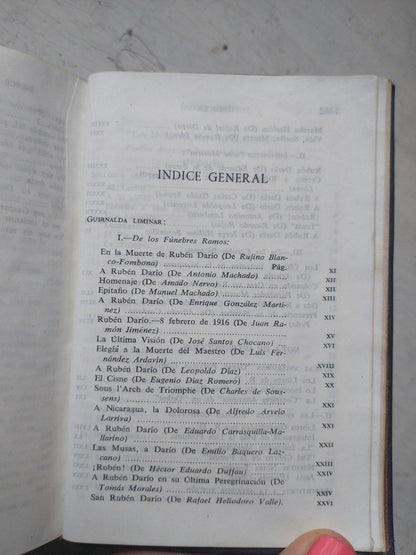 INDICE GENERAL
GUIRNALDA LIMINAR:
I.—De los Fúnebres Ramos:
En la Muerte de Rubén Darío (De Rufino Blanco-Fombona) Pág. XI
A Rubén Darío (De Antonio Machado) XI
Homenaje (De Amado Nervo) XII
Epitafio (De Manuel Machado) XIII
A Rubén Darío (De Enrique González Martínez) XIV
Rubén Darío.—8 febrero de 1916 (De Juan Ramón Jiménez) XV
La Última Visión (De José Santos Chocano) XVI
Elegía a la Muerte del Maestro (De Luis Fernández Ardavín) XVIII
A Rubén Darío (De Leopoldo Díaz) XIX
El Cisne (De Eugenio Díaz Romero) XX
Sous l'Arch de Triomphe (De Charles de Soussens) XXI
A Nicaragua, la Dolorosa (De Alfredo Arvelo Larriva)
A Rubén Darío (De Eduardo Carrasquilla-Mallarino) XXII
Las Musas, a Darío (De Emilio Baquero Lazcano) XXIII
¡Rubén! (De Héctor Eduardo Duffau) XXIII
A Rubén Darío en su Última Peregrinación (De Tomás Morales) XXIV
San Rubén Darío (De Rafael Heliodoro Valle). XXVI